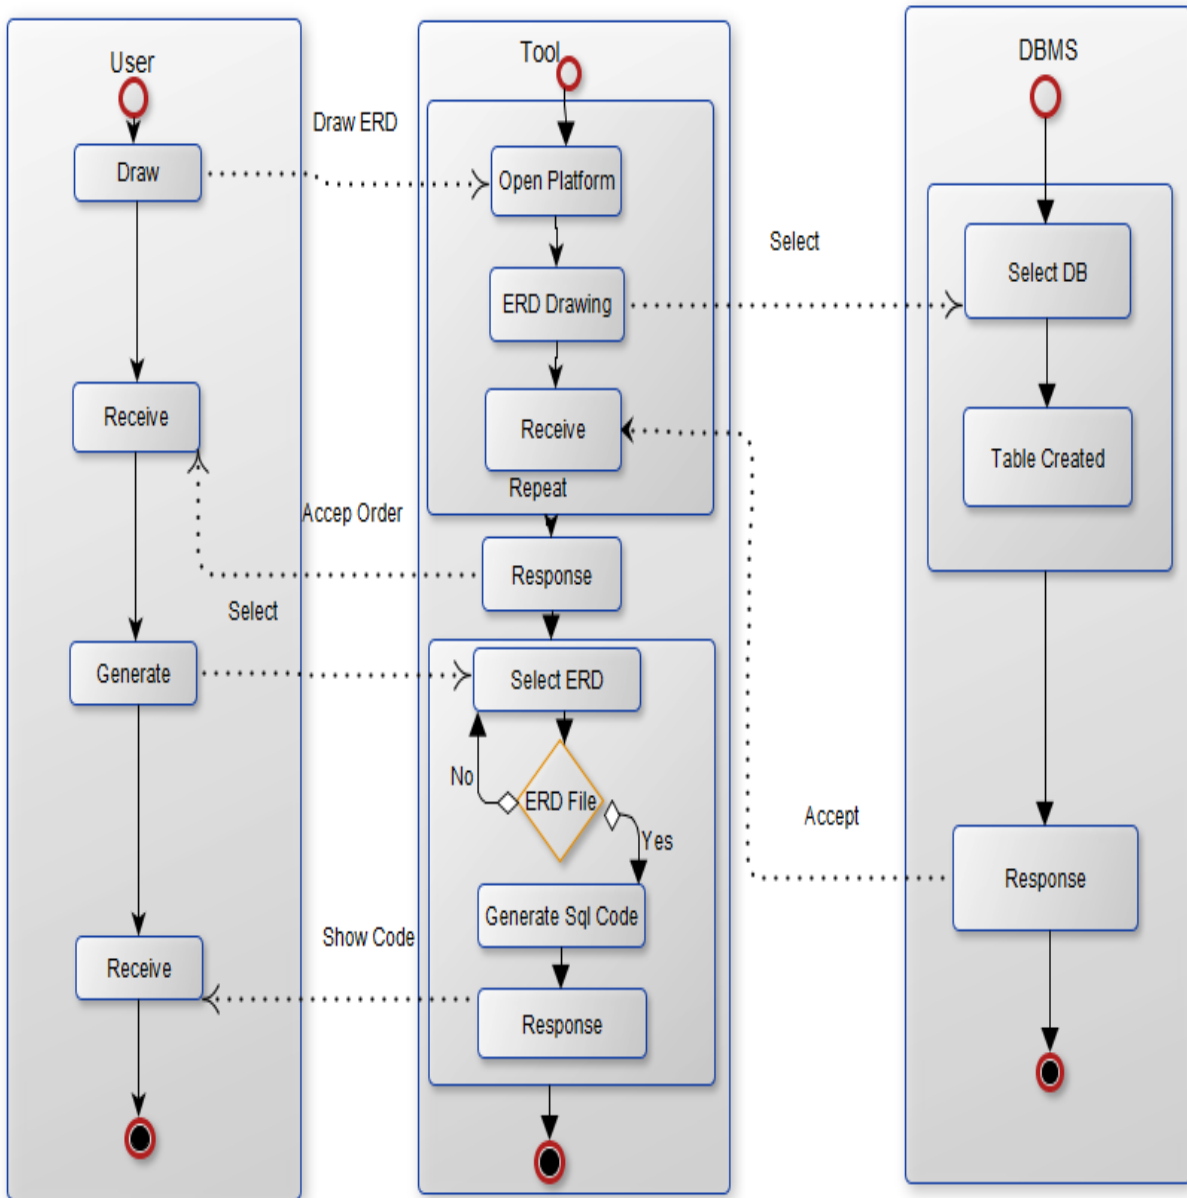 User
Tool
DBMS
Draw ERD
Draw
Open Platform
Select
Select DB
ERD Drawing
Receive
Receive
Table Created
Repeat
Accep Order
Response
Select
Generate
Select ERD
No
ERD File
Yes
Accept
Response
Generate Sql Code
Show Code
Receive
Response